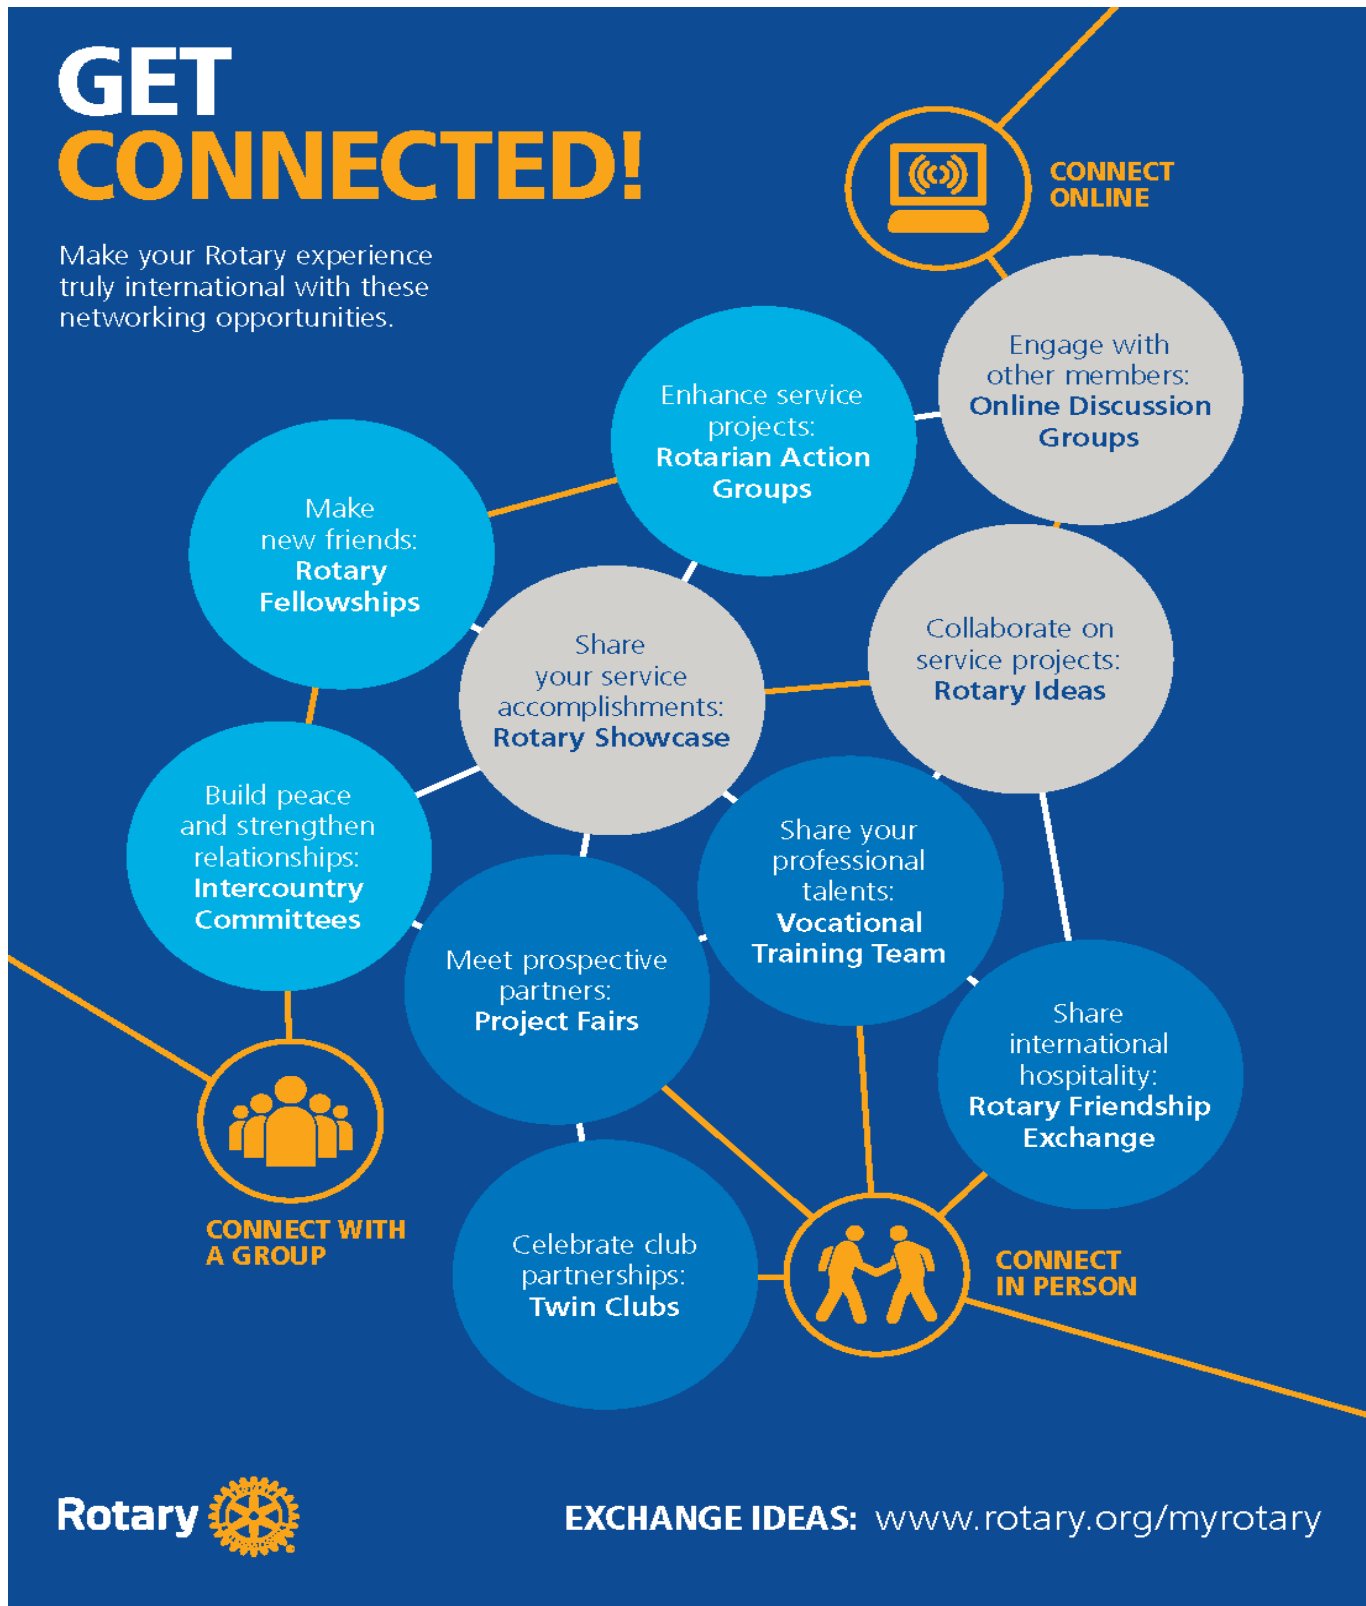 GET
CONNECTED!
Make your Rotary experience
truly international with these
networking opportunities.
CONNECT
ONLINE
Engage with
other members:
Online Discussion
Groups
Enhance service
projects:
Rotarian Action
Groups
Make
new friends:
Rotary
Fellowships
Share
your service
accomplishments:
Rotary Showcase
Collaborate on
service projects:
Rotary Ideas
Build peace
and strengthen
relationships:
Intercountry
Committees
Share your
professional
talents:
Vocational
Training Team
Meet prospective
partners:
Project Fairs
Share
international
hospitality:
Rotary Friendship
Exchange
CONNECT WITH
A GROUP
Celebrate club
partnerships:
Twin Clubs
CONNECT
IN PERSON
Rotary
EXCHANGE IDEAS: www.rotary.org/myrotary